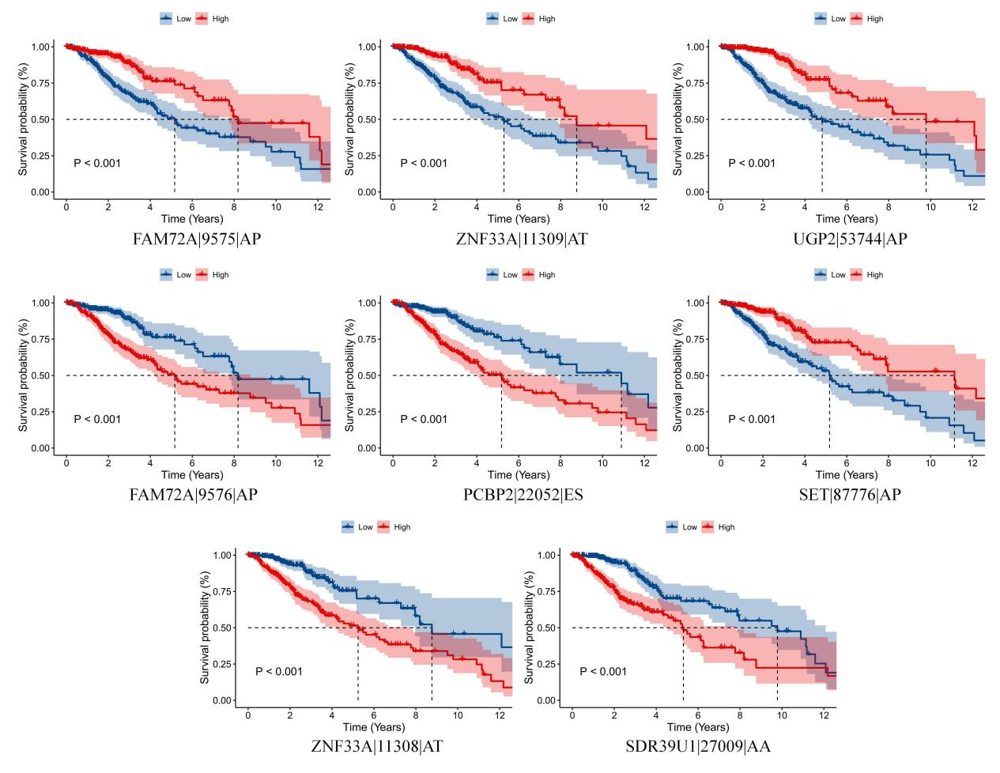 Low High
Survival probability (%)
1.00
0.75
0.50
0.25
0.00
P < 0.001
0 2 4 6 8 10 12
Time (Years)
FAM72A|9575|AP
Low High
Survival probability (%)
1.00
0.75
0.50
0.25
0.00
P < 0.001
0 2 4 6 8 10 12
Time (Years)
ZNF33A|11309|AT
Low High
Survival probability (%)
1.00
0.75
0.50
0.25
0.00
P < 0.001
0 2 4 6 8 10 12
Time (Years)
UGP2|53744|AP
Low High
Survival probability (%)
1.00
0.75
0.50
0.25
0.00
P < 0.001
0 2 4 6 8 10 12
Time (Years)
FAM72A|9576|AP
Low High
Survival probability (%)
1.00
0.75
0.50
0.25
0.00
P < 0.001
0 2 4 6 8 10 12
Time (Years)
PCBP2|22052|ES
Low High
Survival probability (%)
1.00
0.75
0.50
0.25
0.00
P < 0.001
0 2 4 6 8 10 12
Time (Years)
SET|87776|AP
Low High
Survival probability (%)
1.00
0.75
0.50
0.25
0.00
P < 0.001
0 2 4 6 8 10 12
Time (Years)
ZNF33A|11308|AT
Low High
Survival probability (%)
1.00
0.75
0.50
0.25
0.00
P < 0.001
0 2 4 6 8 10 12
Time (Years)
SDR39U1|27009|AA